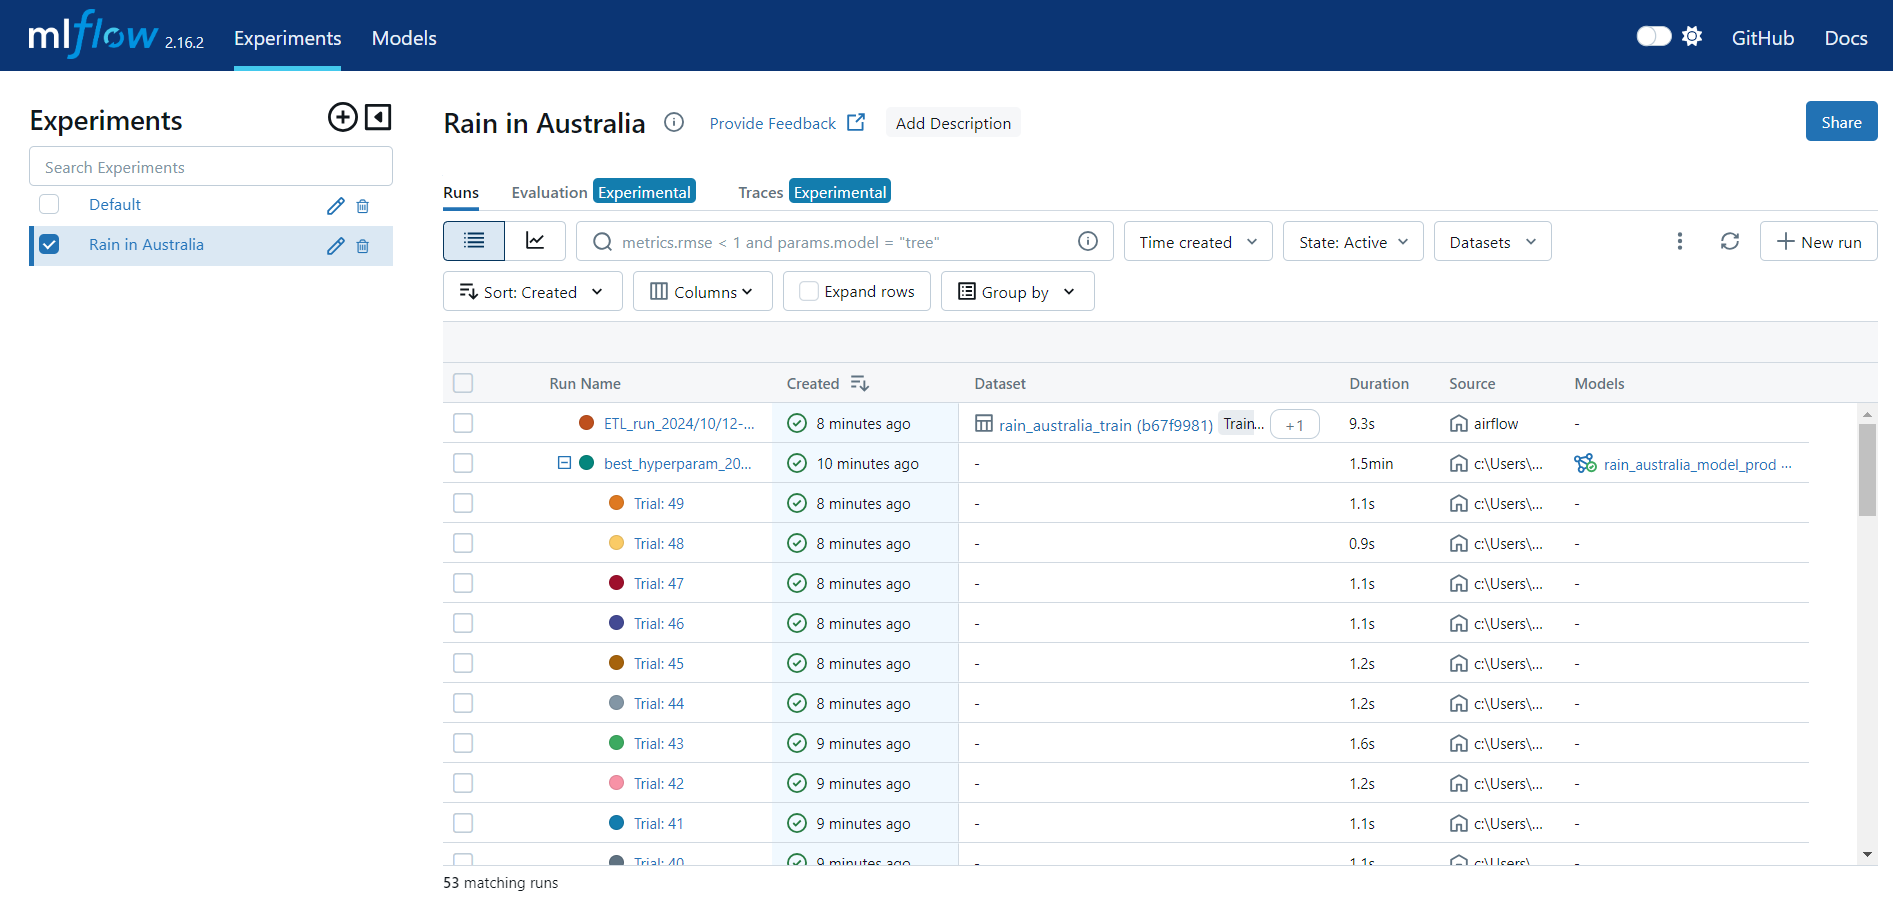 mlflow 2.16.2 Experiments Models GitHub Docs
Experiments
Search Experiments
Default
Rain in Australia
Rain in Australia Provide Feedback Add Description Share
Runs Evaluation Experimental Traces Experimental
metrics.rmse < 1 and params.model = "tree" Time created State: Active Datasets New run
Sort: Created Columns Expand rows Group by
Run Name Created Dataset Duration Source Models
ETL_run_2024/10/12-... 8 minutes ago rain_australia_train (b67f9981) Train... +1 9.3s airflow -
best_hyperparam_20... 10 minutes ago - 1.5min c:\Users\... rain_australia_model_prod ...
Trial: 49 8 minutes ago - 1.1s c:\Users\... -
Trial: 48 8 minutes ago - 0.9s c:\Users\... -
Trial: 47 8 minutes ago - 1.1s c:\Users\... -
Trial: 46 8 minutes ago - 1.1s c:\Users\... -
Trial: 45 8 minutes ago - 1.2s c:\Users\... -
Trial: 44 8 minutes ago - 1.2s c:\Users\... -
Trial: 43 9 minutes ago - 1.6s c:\Users\... -
Trial: 42 9 minutes ago - 1.2s c:\Users\... -
Trial: 41 9 minutes ago - 1.1s c:\Users\... -
Trial: 40 9 minutes ago - 1.1s c:\Users\... -
53 matching runs